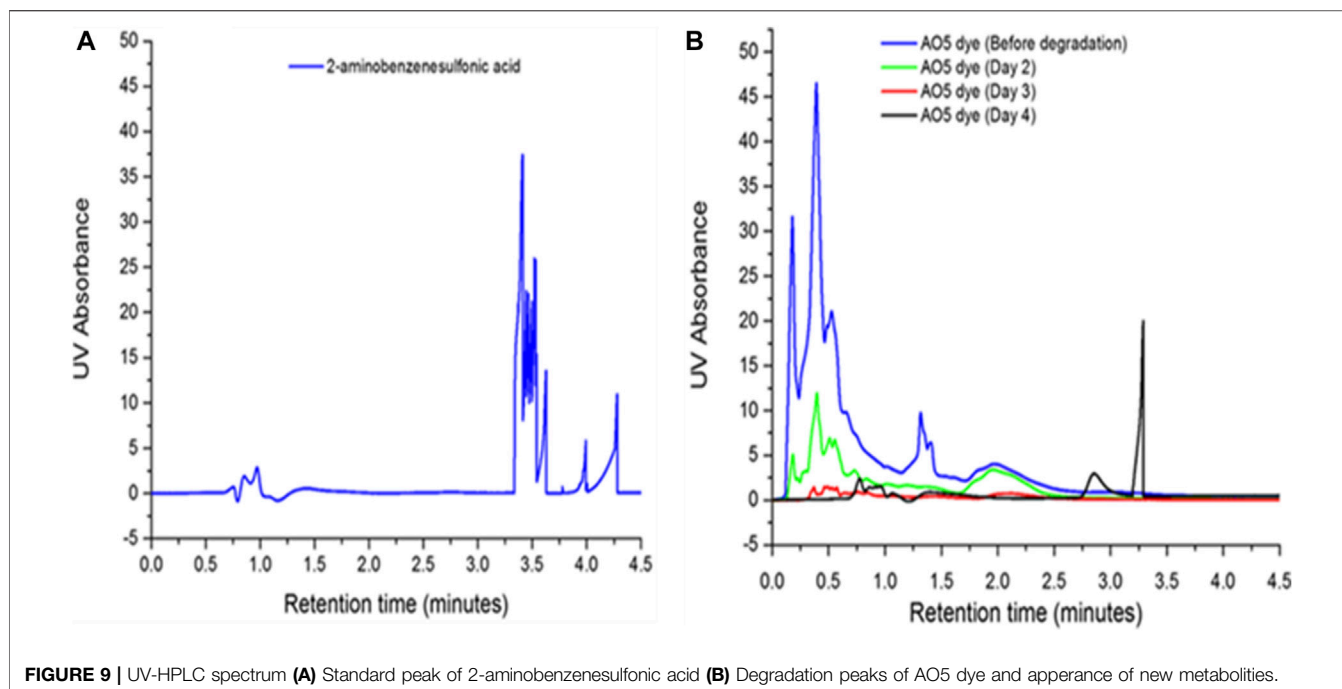 A
50
45
40
35
30
25
20
15
10
5
0
-5
UV Absorbance
2-aminobenzenesulfonic acid
0.0 0.5 1.0 1.5 2.0 2.5 3.0 3.5 4.0 4.5
Retention time (minutes)
B
50
45
40
35
30
25
20
15
10
5
0
-5
UV Absorbance
AO5 dye (Before degradation)
AO5 dye (Day 2)
AO5 dye (Day 3)
AO5 dye (Day 4)
0.0 0.5 1.0 1.5 2.0 2.5 3.0 3.5 4.0 4.5
Retention time (minutes)
FIGURE 9 | UV-HPLC spectrum (A) Standard peak of 2-aminobenzenesulfonic acid (B) Degradation peaks of AO5 dye and apperance of new metabolities.